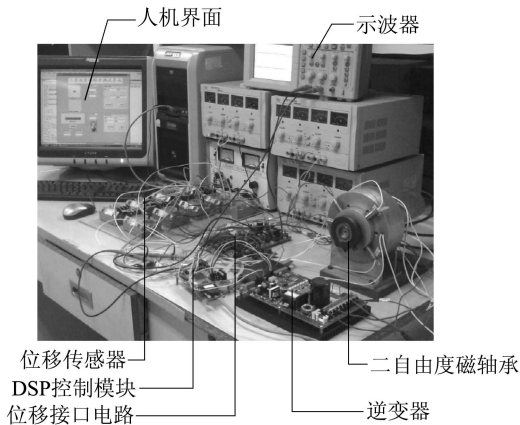 人机界面
示波器
位移传感器
DSP控制模块
位移接口电路
二自由度磁轴承
逆变器